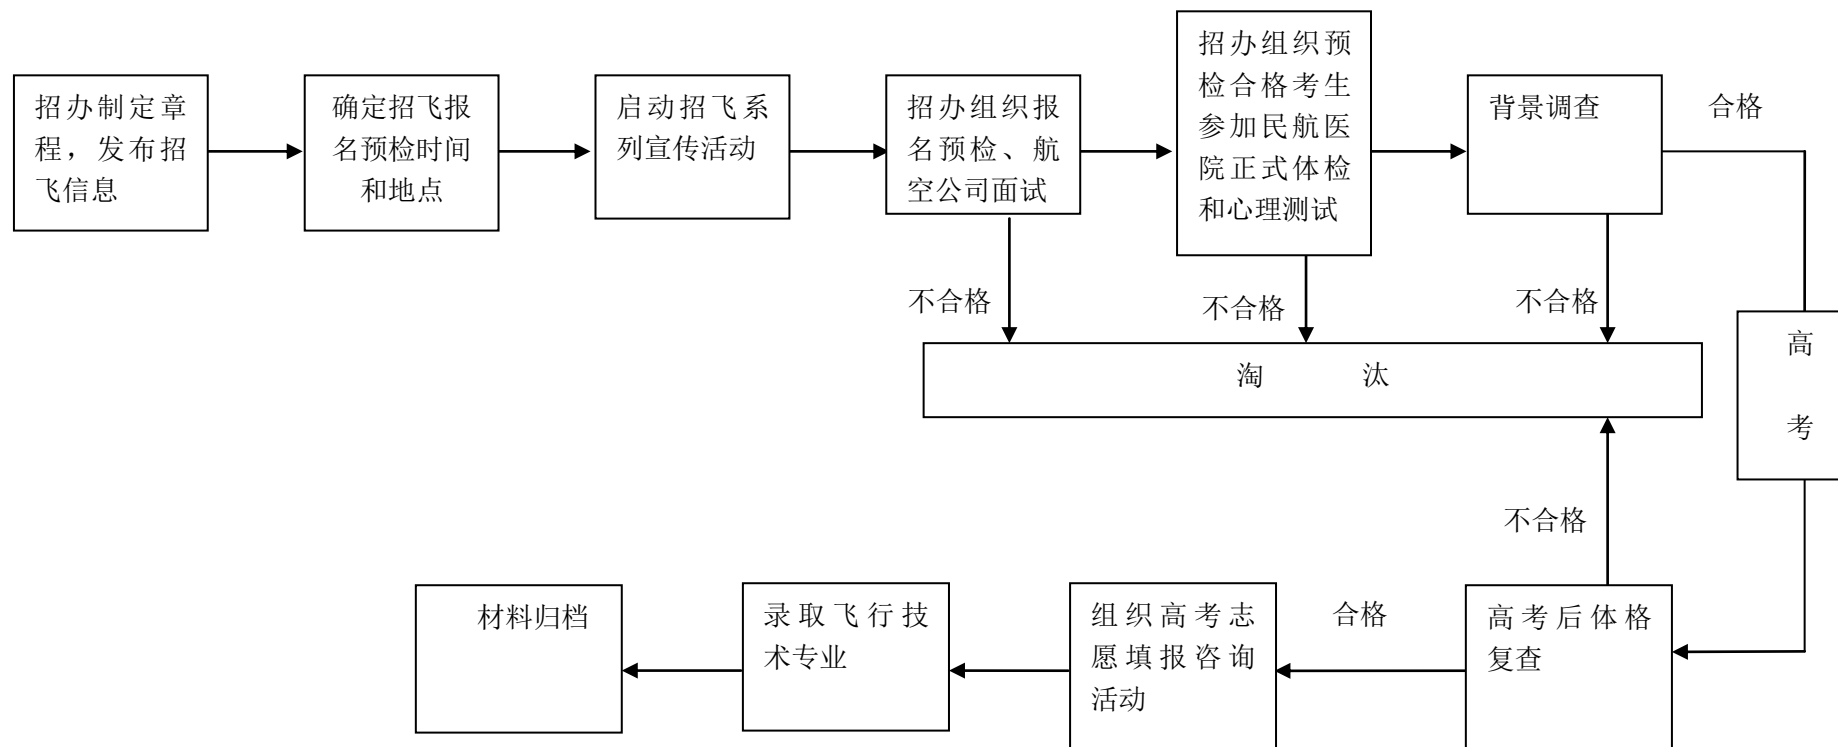 招办制定章
程，发布招
飞信息
确定招飞报
名预检时间
和地点
启动招飞系
列宣传活动
招办组织报
名预检、航
空公司面试
招办组织预
检合格考生
参加民航医
院正式体检
和心理测试
背景调查
合格
不合格
不合格
不合格
淘 汰
高
考
不合格
高考后体格
复查
合格
组织高考志
愿填报咨询
活动
录取飞行技
术专业
材料归档